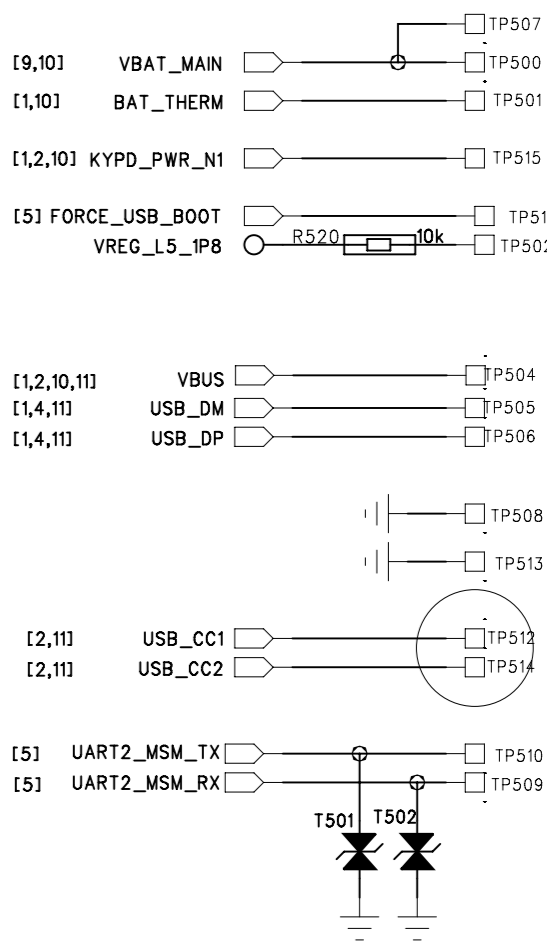 TP507
[9,10] VBAT_MAIN TP500
[1,10] BAT_THERM TP501
[1,2,10] KYPD_PWR_N1 TP515
[5] FORCE_USB_BOOT TP51
VREG_L5_1P8 R520 10k TP502
[1,2,10,11] VBUS TP504
[1,4,11] USB_DM TP505
[1,4,11] USB_DP TP506
TP508
TP513
[2,11] USB_CC1 TP512
[2,11] USB_CC2 TP514
[5] UART2_MSM_TX TP510
[5] UART2_MSM_RX TP509
T501 T502